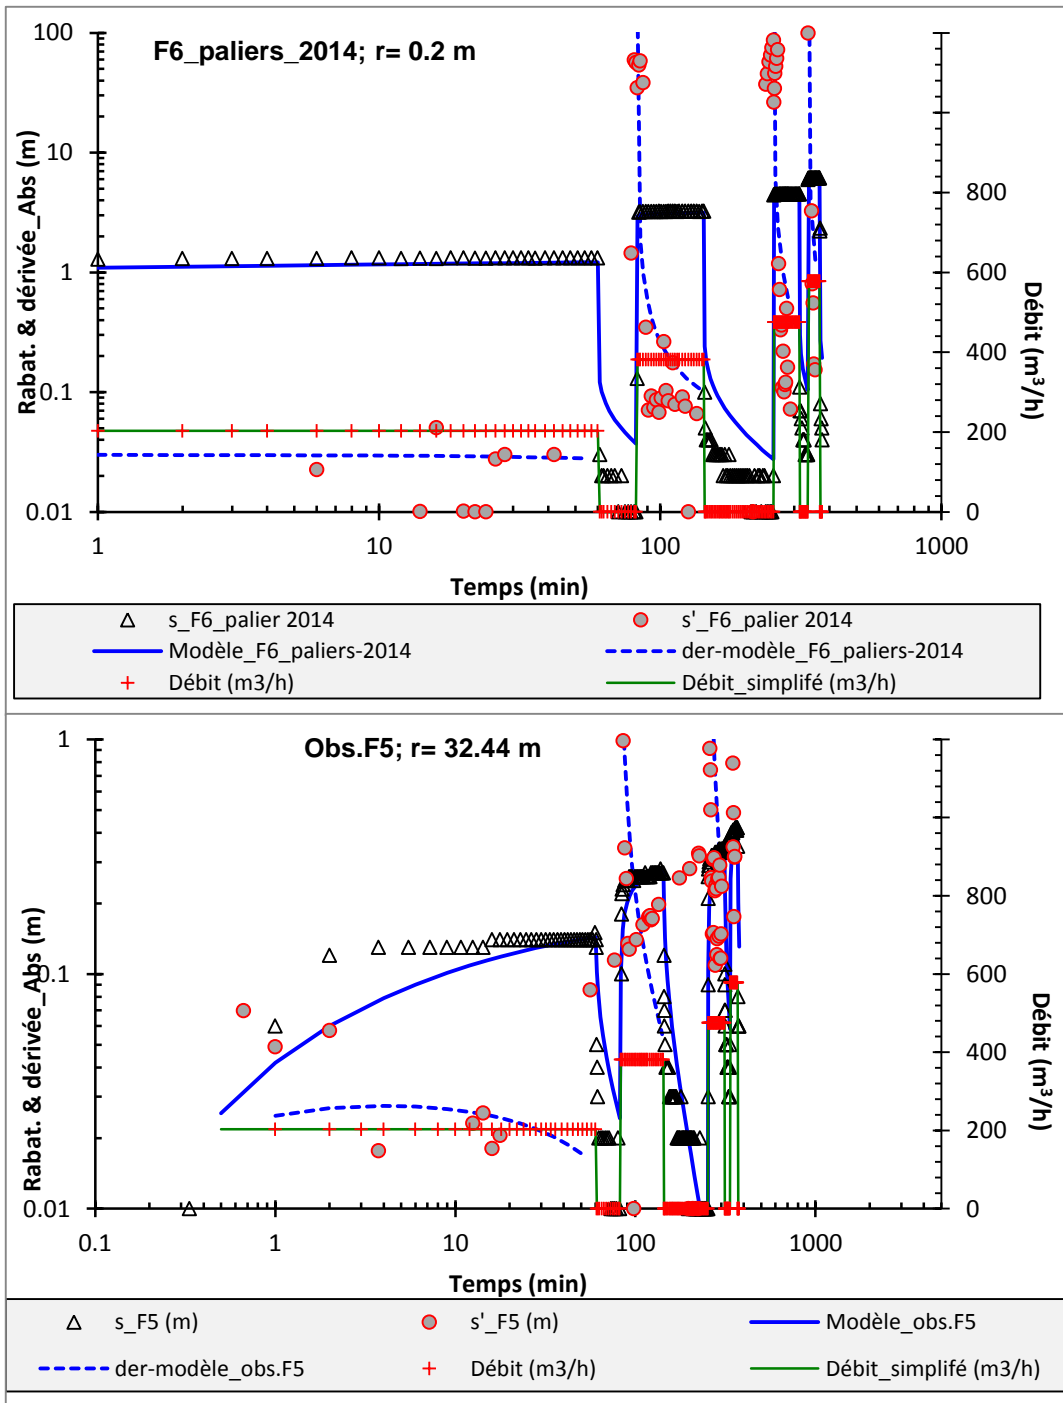 F6_paliers_2014; r= 0.2 m
Rabat. & dérivée_Abs (m)
100
10
1
0.1
0.01
800
600
400
200
0
Débit (m³/h)
1 10 100 1000
Temps (min)
s_F6_palier 2014 s'_F6_palier 2014
Modèle_F6_paliers-2014 der-modèle_F6_paliers-2014
Débit (m3/h) Débit_simplifé (m3/h)
Obs.F5; r= 32.44 m
Rabat. & dérivée_Abs (m)
1
0.1
0.01
800
600
400
200
0
Débit (m³/h)
0.1 1 10 100 1000
Temps (min)
s_F5 (m) s'_F5 (m) Modèle_obs.F5
der-modèle_obs.F5 Débit (m3/h) Débit_simplifé (m3/h)